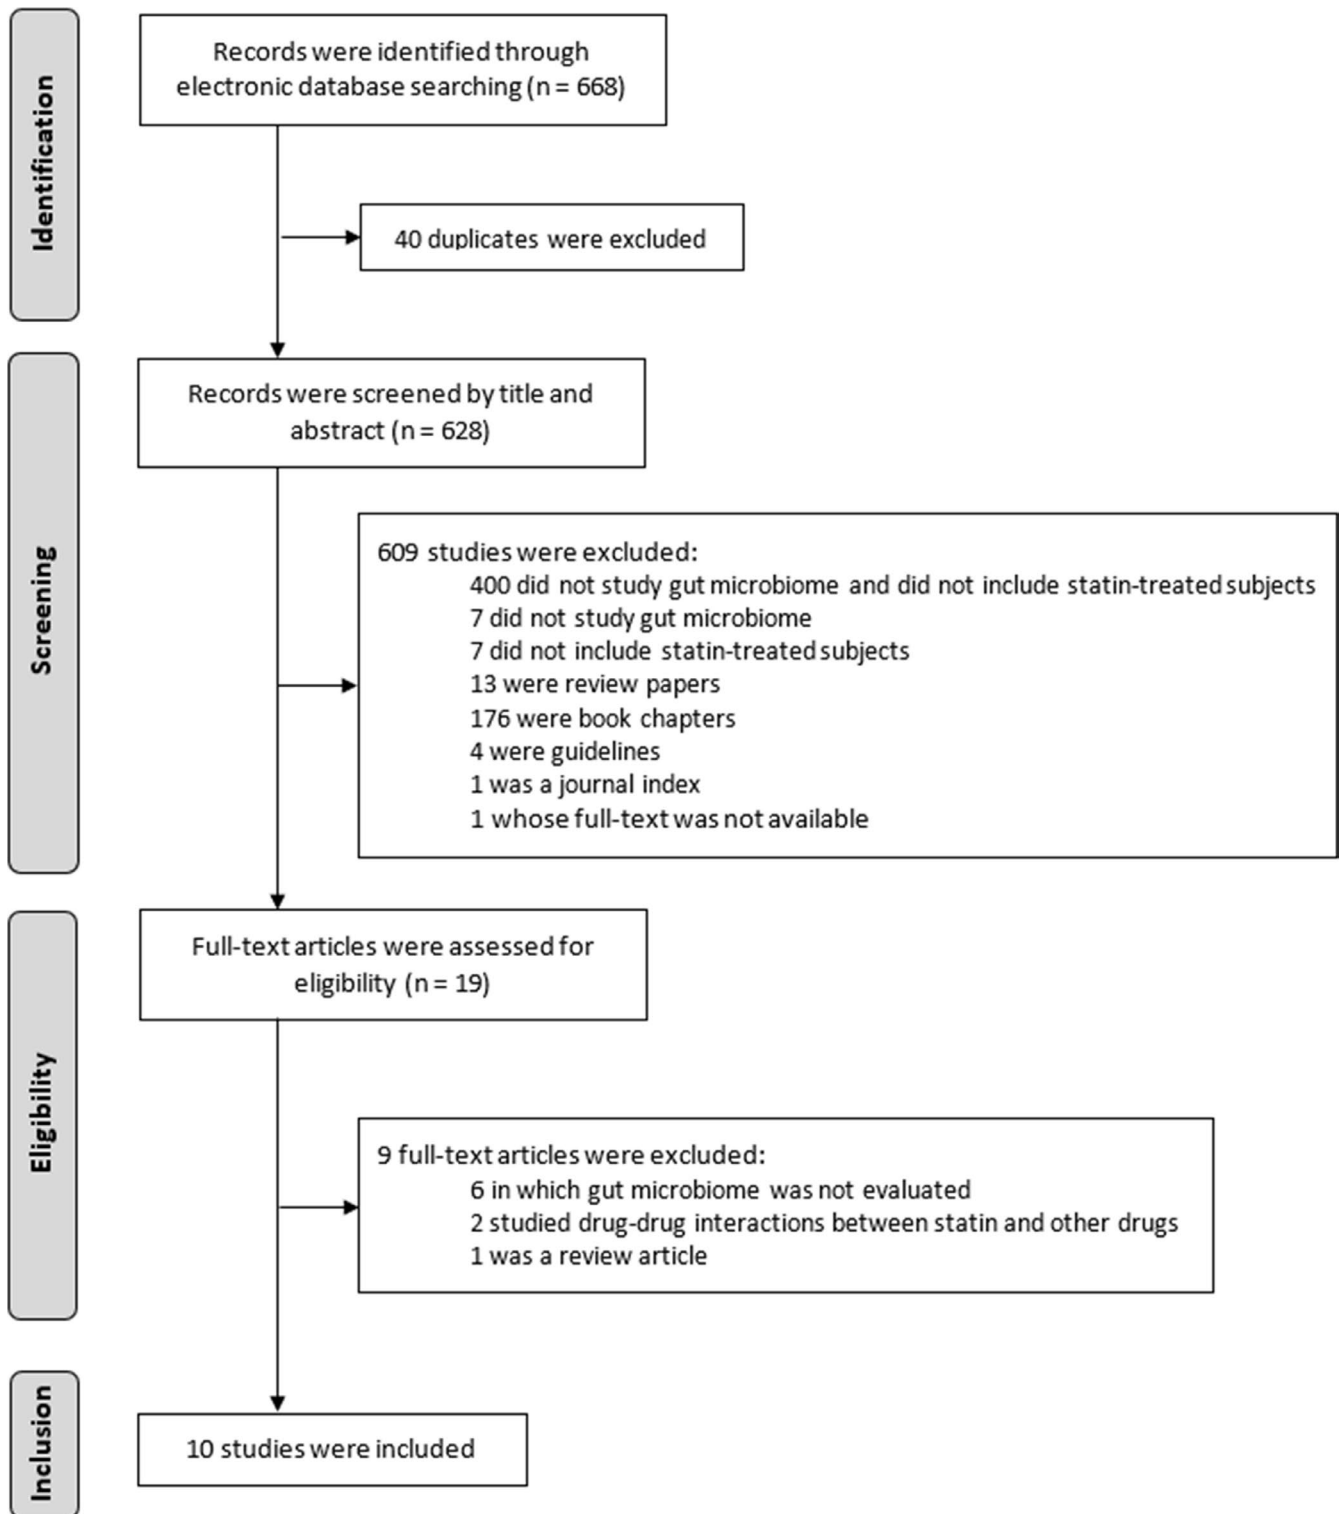 Identification
Records were identified through
electronic database searching (n = 668)
40 duplicates were excluded
Screening
Records were screened by title and
abstract (n = 628)
609 studies were excluded:
400 did not study gut microbiome and did not include statin-treated subjects
7 did not study gut microbiome
7 did not include statin-treated subjects
13 were review papers
176 were book chapters
4 were guidelines
1 was a journal index
1 whose full-text was not available
Eligibility
Full-text articles were assessed for
eligibility (n = 19)
9 full-text articles were excluded:
6 in which gut microbiome was not evaluated
2 studied drug-drug interactions between statin and other drugs
1 was a review article
Inclusion
10 studies were included